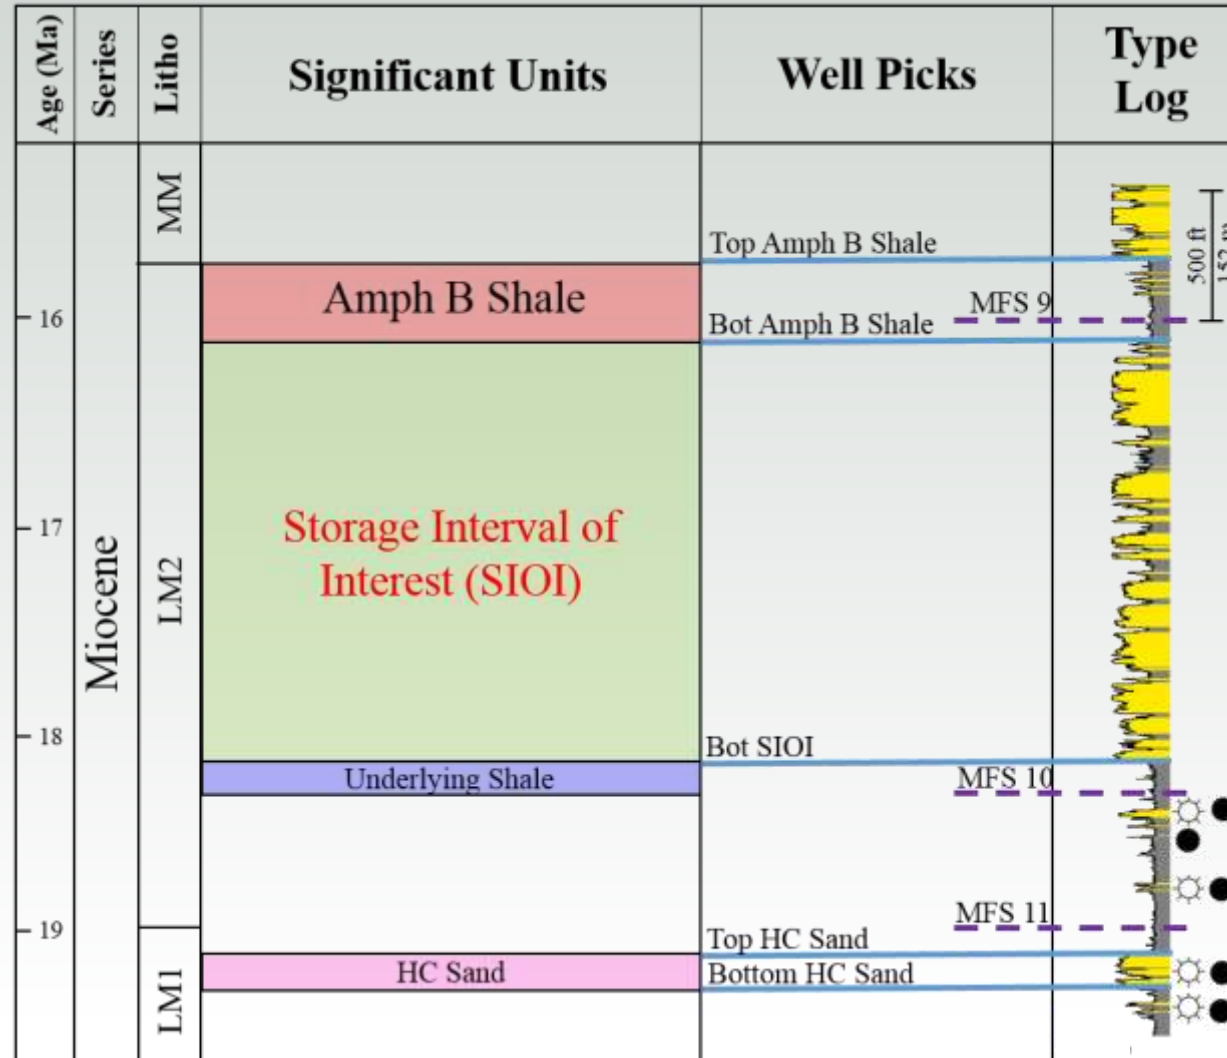 Age (Ma)
Series
Litho
Significant Units
Well Picks
Type
Log
MM
Top Amph B Shale
500 ft
Amph B Shale
MFS 9
16
Bot Amph B Shale
Storage Interval of
Interest (SIOI)
17
Miocene
LM2
18
Bot SIOI
Underlying Shale
MFS 10
MFS 11
19
Top HC Sand
HC Sand
Bottom HC Sand
LM1